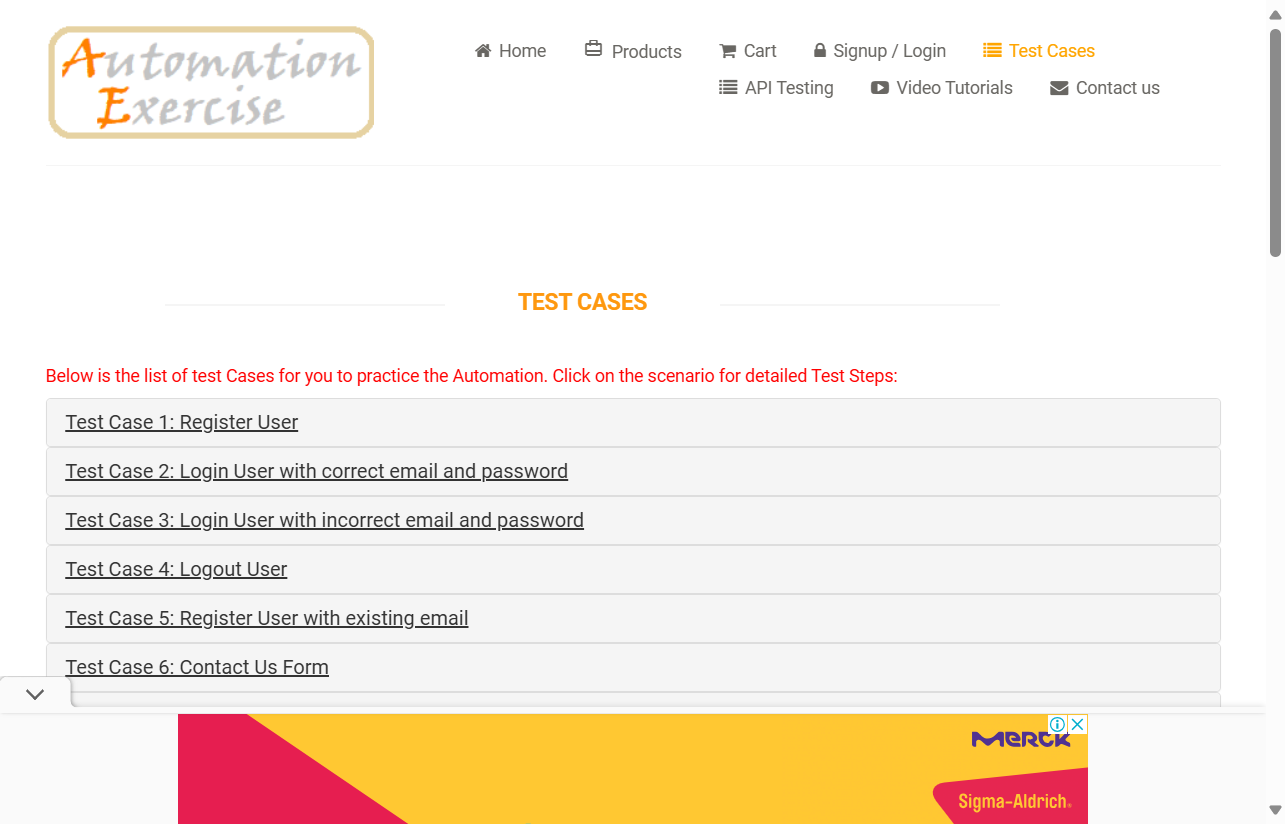 Automation
Exercise
Home Products Cart Signup / Login Test Cases
API Testing Video Tutorials Contact us
TEST CASES
Below is the list of test Cases for you to practice the Automation. Click on the scenario for detailed Test Steps:
Test Case 1: Register User
Test Case 2: Login User with correct email and password
Test Case 3: Login User with incorrect email and password
Test Case 4: Logout User
Test Case 5: Register User with existing email
Test Case 6: Contact Us Form
MERCK
Sigma-Aldrich®